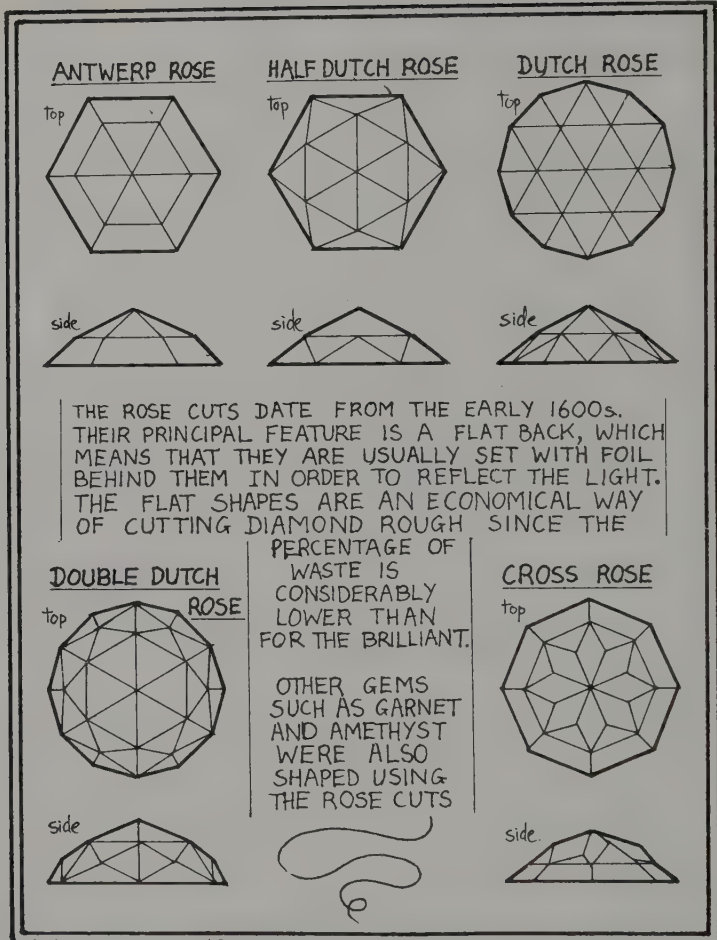 ANTWERP ROSE
top
side
HALF DUTCH ROSE
top
side
DUTCH ROSE
top
side
THE ROSE CUTS DATE FROM THE EARLY 1600s.
THEIR PRINCIPAL FEATURE IS A FLAT BACK, WHICH
MEANS THAT THEY ARE USUALLY SET WITH FOIL
BEHIND THEM IN ORDER TO REFLECT THE LIGHT.
THE FLAT SHAPES ARE AN ECONOMICAL WAY
OF CUTTING DIAMOND ROUGH SINCE THE
PERCENTAGE OF
WASTE IS
CONSIDERABLY
LOWER THAN
FOR THE BRILLIANT.
OTHER GEMS
SUCH AS GARNET
AND AMETHYST
WERE ALSO
SHAPED USING
THE ROSE CUTS
DOUBLE DUTCH
ROSE
top
side
CROSS ROSE
top
side.